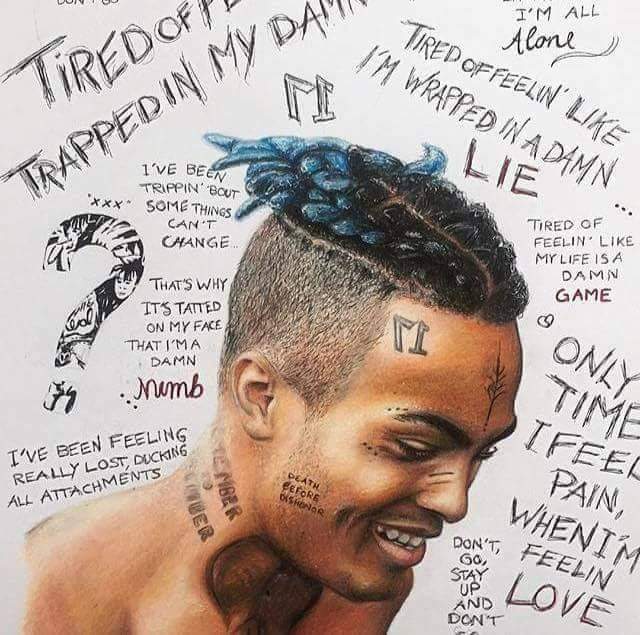 TIRED OF
TRAPPED IN MY DAMN
I'M ALL
Alone
TIRED OF FEELIN' LIKE
I'M WRAPPED IN A DAMN
LIE
17
I'VE BEEN
TRIPPIN' 'BOUT
"xxx" SOME THINGS
CAN'T
CHANGE...
?
THAT'S WHY
IT'S TATTED
ON MY FACE
THAT I'M A
DAMN
..Numb
I'VE BEEN FEELING
REALLY LOST, DUCKING
ALL ATTACHMENTS
17
DEATH
BEFORE
DISHONOR
TIRED OF
FEELIN' LIKE
MY LIFE IS A
DAMN
GAME
ONLY
TIME
I FEEL
PAIN,
WHEN I'M
FEELIN
LOVE
DON'T,
GO,
STAY
UP
AND
DON'T